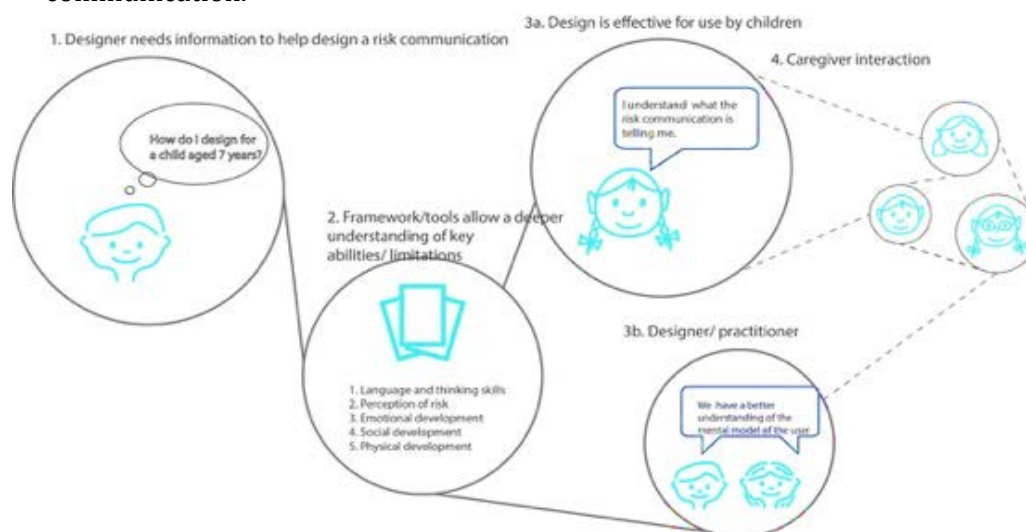 communication.
3a. Design is effective for use by children
1. Designer needs information to help design a risk communication
4. Caregiver interaction
How do I design for
a child aged 7 years?
I understand what the
risk communication is
telling me.
2. Framework/tools allow a deeper
understanding of key
abilities/ limitations
1. Language and thinking skills
2. Perception of risk
3. Emotional development
4. Social development
5. Physical development
3b. Designer/ practitioner
We have a better
understanding of the
mental model of the user